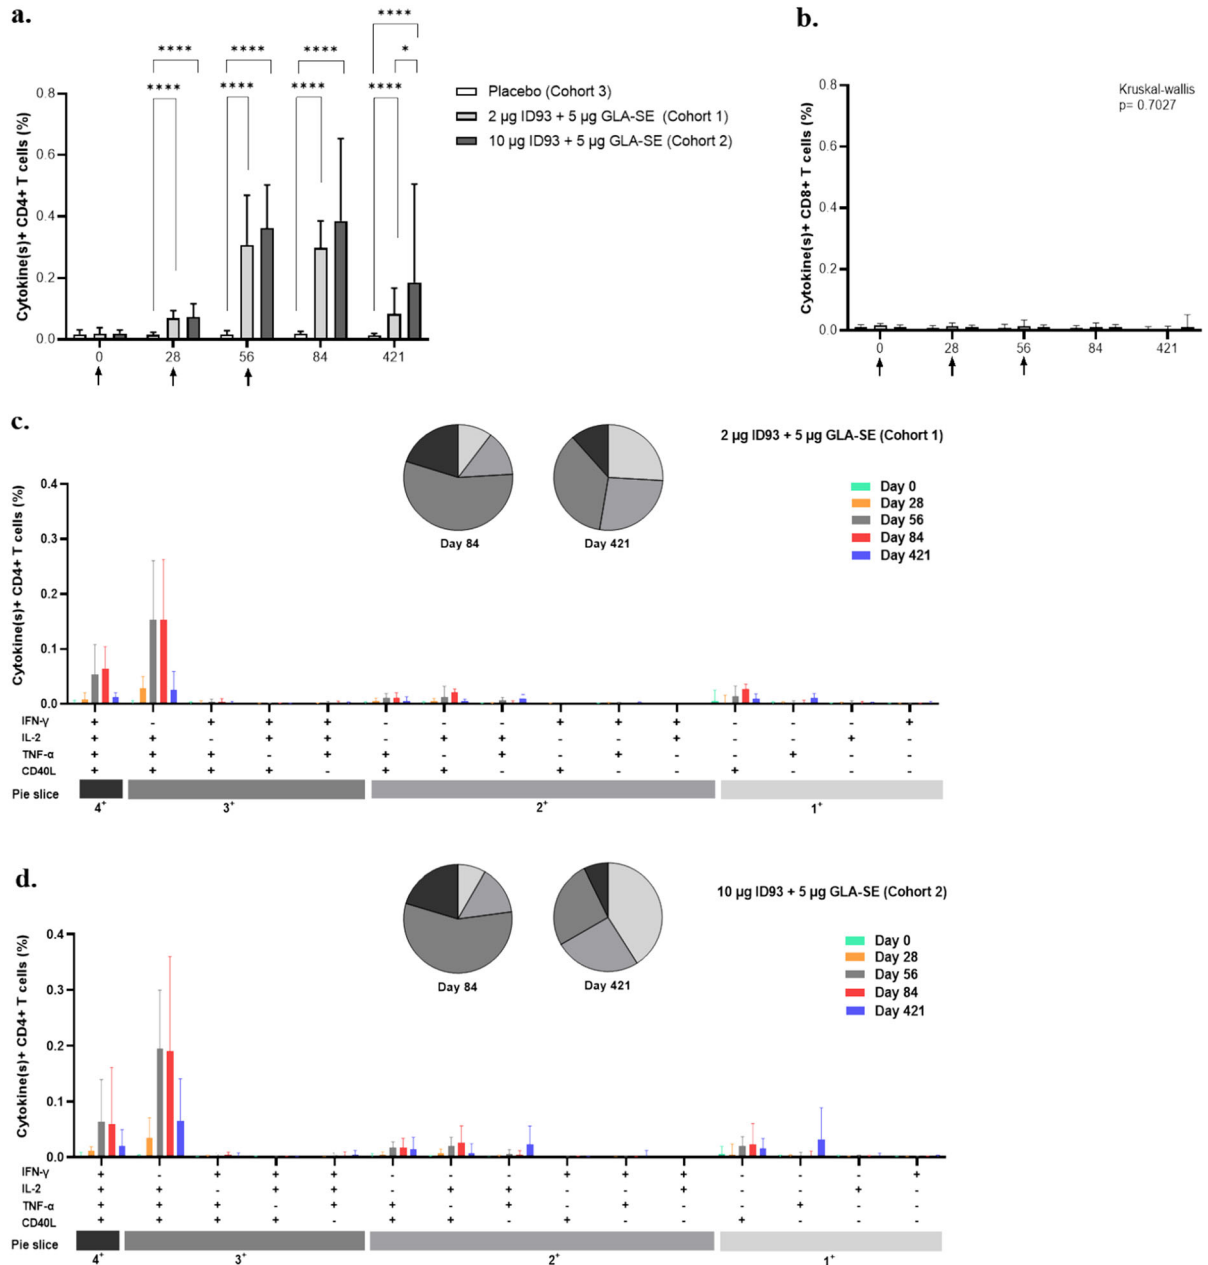 a.
**** **** **** ****
*
**** **** **** ****
Placebo (Cohort 3)
2 µg ID93 + 5 µg GLA-SE (Cohort 1)
10 µg ID93 + 5 µg GLA-SE (Cohort 2)
Cytokine(s)+ CD4+ T cells (%)
0.8
0.6
0.4
0.2
0.0
0 28 56 84 421
b.
Kruskal-wallis
p= 0.7027
Cytokine(s)+ CD8+ T cells (%)
0.8
0.6
0.4
0.2
0.0
0 28 56 84 421
c.
2 µg ID93 + 5 µg GLA-SE (Cohort 1)
Day 84 Day 421
Day 0
Day 28
Day 56
Day 84
Day 421
Cytokine(s)+ CD4+ T cells (%)
0.4
0.3
0.2
0.1
0.0
IFN-γ + - + + + - - - + + + - - - +
IL-2 + + - + + - + + - - + - - + -
TNF-α + + + - + + - + - + - - + - -
CD40L + + + + - + + - + - - + - - -
Pie slice
4+ 3+ 2+ 1+
d.
10 µg ID93 + 5 µg GLA-SE (Cohort 2)
Day 84 Day 421
Day 0
Day 28
Day 56
Day 84
Day 421
Cytokine(s)+ CD4+ T cells (%)
0.4
0.3
0.2
0.1
0.0
IFN-γ + - + + + - - - + + + - - - +
IL-2 + + - + + - + + - - + - - + -
TNF-α + + + - + + - + - + - - + - -
CD40L + + + + - + + - + - - + - - -
Pie slice
4+ 3+ 2+ 1+